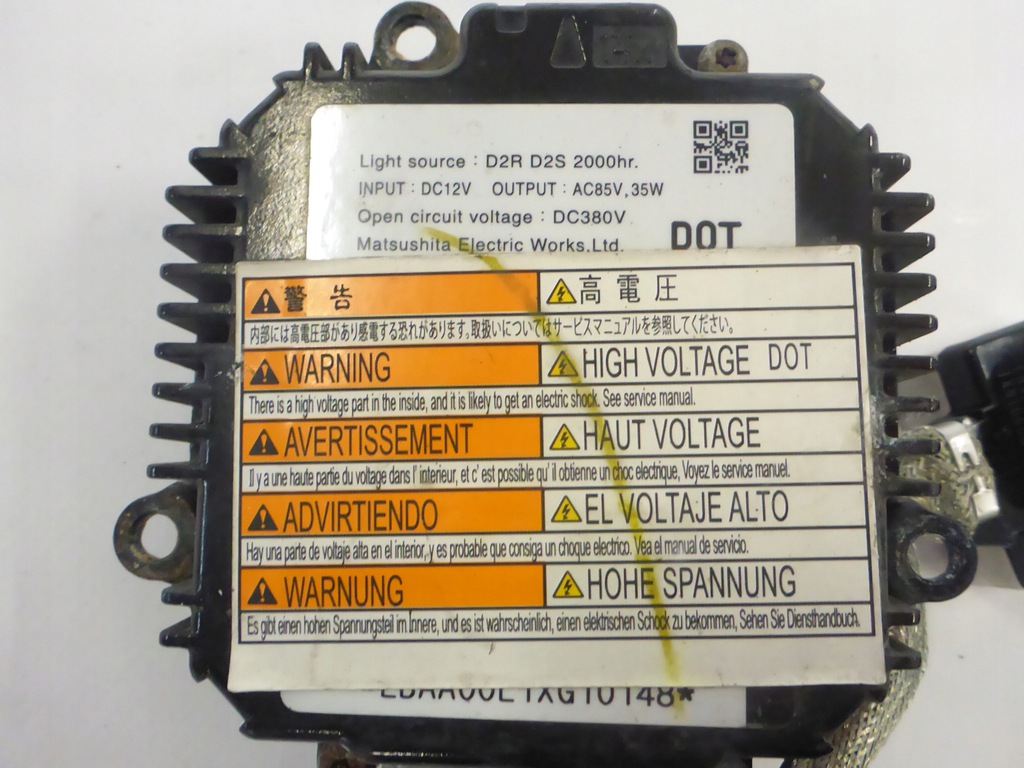 Light source : D2R D2S 2000hr.
INPUT : DC12V OUTPUT : AC85V,35W
Open circuit voltage : DC380V
Matsushita Electric Works,Ltd. DOT
警告 高電圧
内部には高電圧部があり感電する恐れがあります。取扱いについてはサービスマニュアルを参照してください。
WARNING HIGH VOLTAGE DOT
There is a high voltage part in the inside, and it is likely to get an electric shock. See service manual.
AVERTISSEMENT HAUT VOLTAGE
Il y a une haute partie du voltage dans l' interieur, et c' est possible qu' il obtienne un choc electrique, Voyez le service manuel.
ADVIRTIENDO EL VOLTAJE ALTO
Hay una parte de voltaje alta en el interior, y es probable que consiga un choque electrico. Vea el manual de servicio.
WARNUNG HOHE SPANNUNG
Es gibt einen hohen Spannungsteil im Innere, und es ist wahrscheinlich, einen elektrischen Schock zu bekommen, Sehen Sie Diensthandbuch.